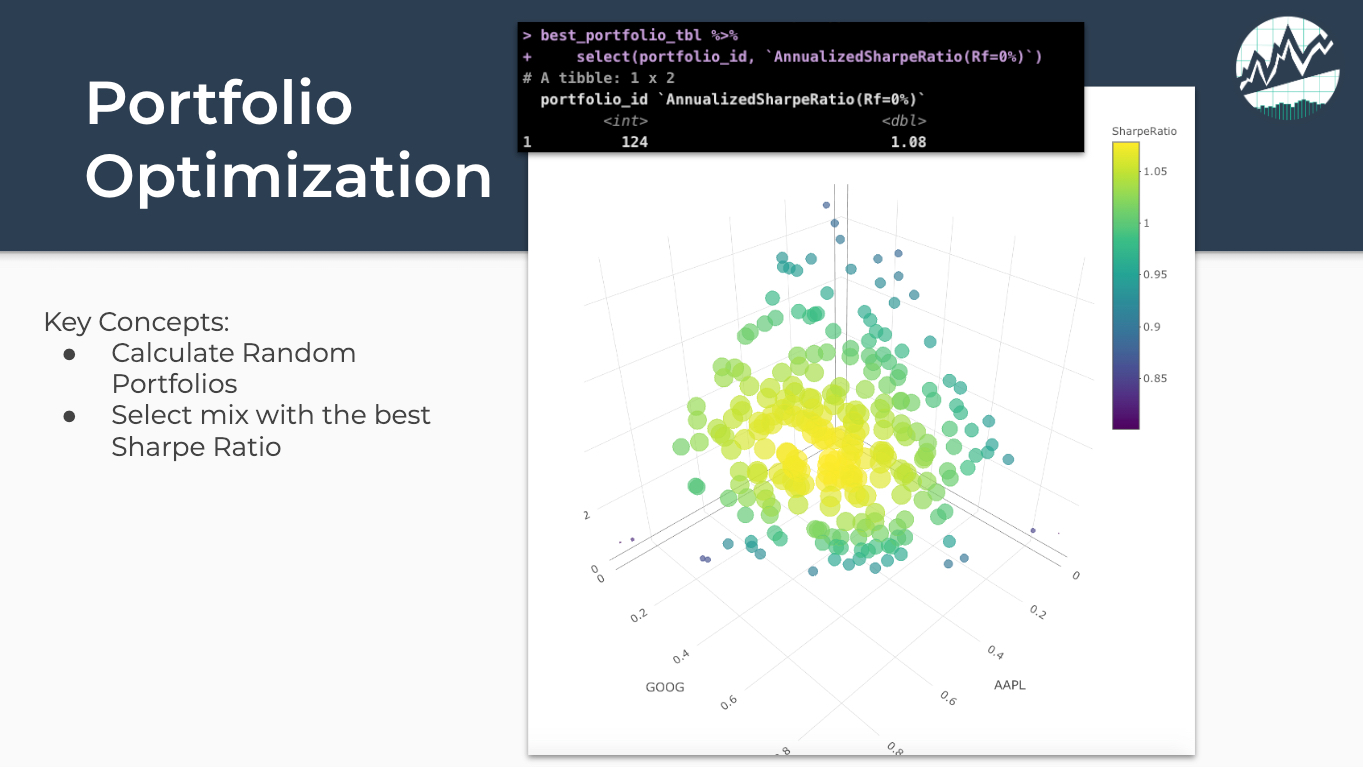 Portfolio
Optimization
> best_portfolio_tbl %>%
+     select(portfolio_id, `AnnualizedSharpeRatio(Rf=0%)`)
# A tibble: 1 x 2
  portfolio_id `AnnualizedSharpeRatio(Rf=0%)`
         <int>                          <dbl>
1          124                           1.08
Key Concepts:
● Calculate Random
Portfolios
● Select mix with the best
Sharpe Ratio
SharpeRatio
1.05
1
0.95
0.9
0.85
2
0
0
0.2
0.4
0.6
GOOG
0
0.2
0.4
0.6
0.8
AAPL